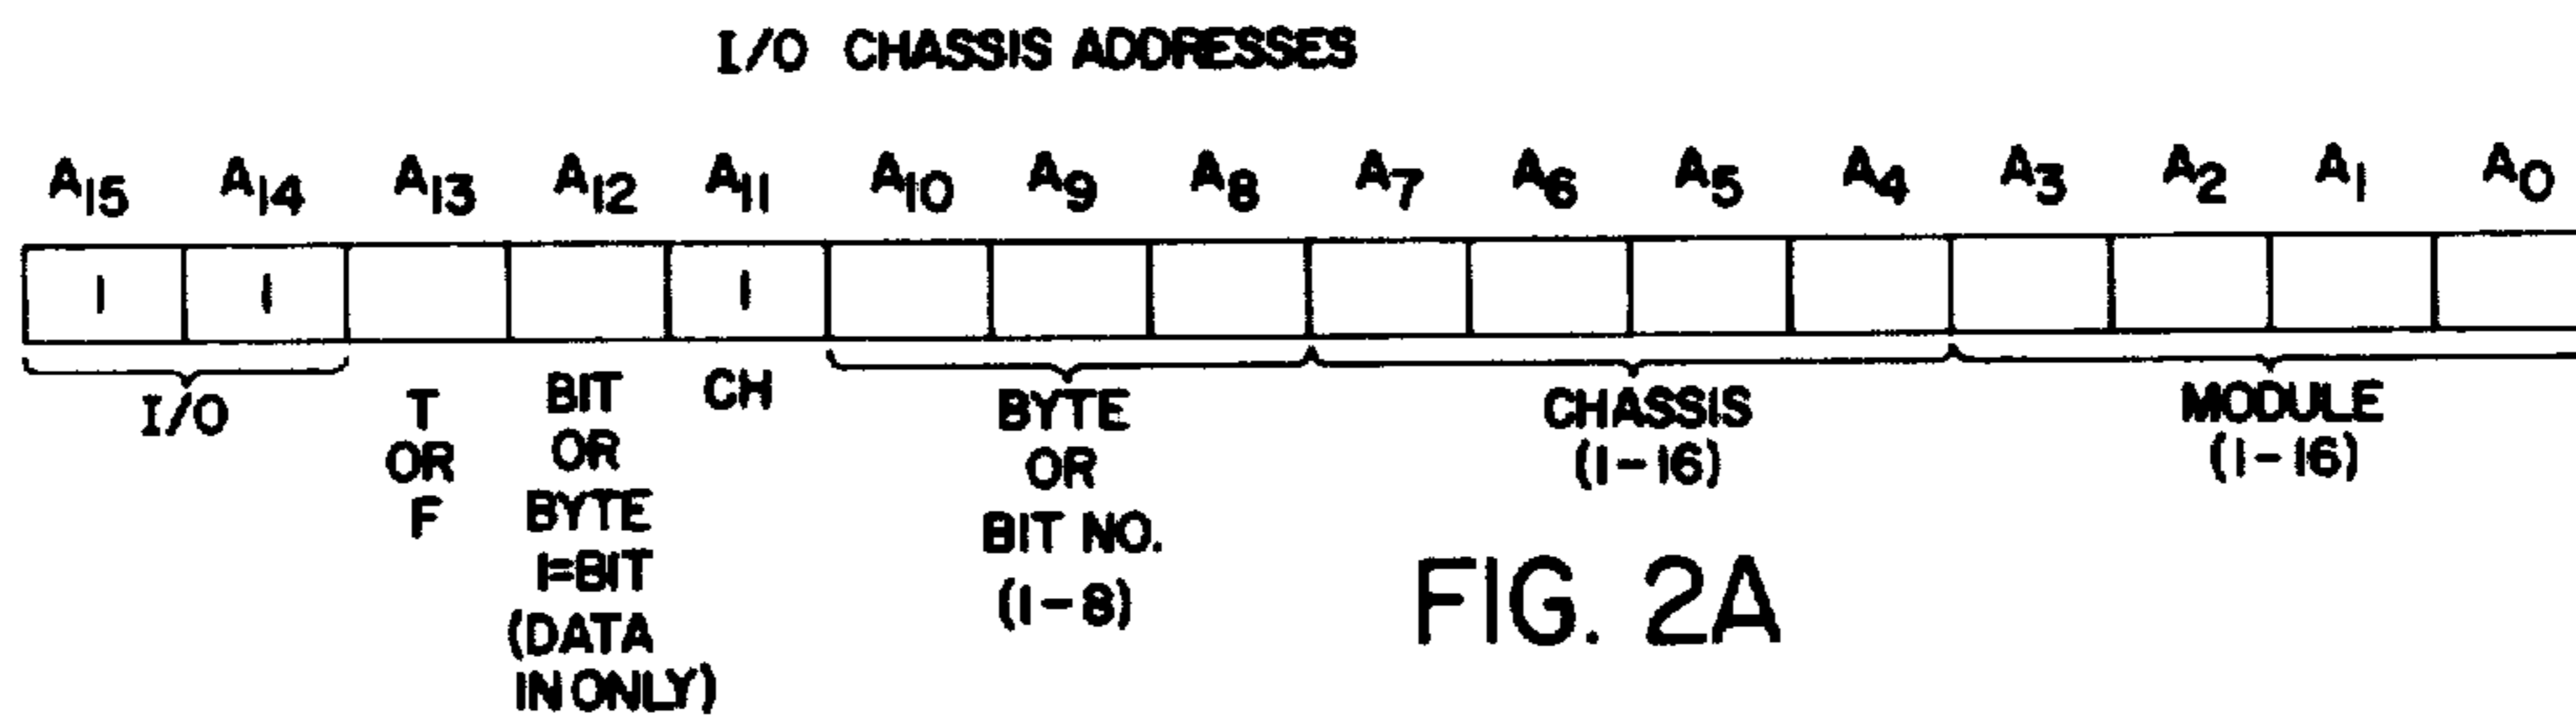 I/O CHASSIS ADDRESSES
A15 A14 A13 A12 A11 A10 A9 A8 A7 A6 A5 A4 A3 A2 A1 A0
1 1 1
I/O
T
OR
F
BIT
OR
BYTE
1=BIT
(DATA
IN ONLY)
CH
BYTE
OR
BIT NO.
(1-8)
CHASSIS
(1-16)
MODULE
(1-16)
FIG. 2A